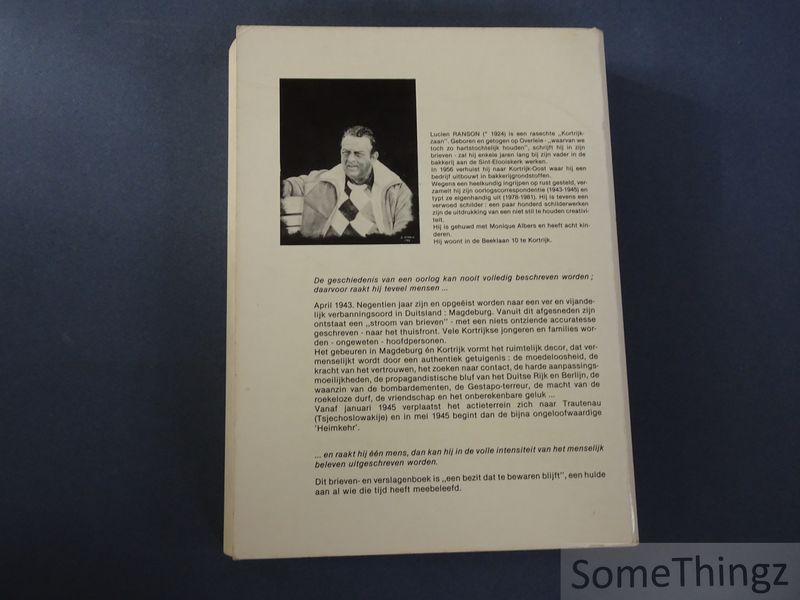 Lucien RANSON (° 1924) is een rasechte „Kortrijk-
zaan”. Geboren en getogen op Overleie - „waarvan we
toch zo hartstochtelijk houden”, schrijft hij in zijn
brieven - zal hij enkele jaren lang bij zijn vader in de
bakkerij aan de Sint-Elooiskerk werken.
In 1956 verhuist hij naar Kortrijk-Oost waar hij een
bedrijf uitbouwt in bakkerijgrondstoffen.
Wegens een heelkundig ingrijpen op rust gesteld, ver-
zamelt hij zijn oorlogscorrespondentie (1943-1945) en
typt ze eigenhandig uit (1978-1981). Hij is tevens een
verwoed schilder : een paar honderd schilderwerken
zijn de uitdrukking van een niet stil te houden creativi-
teit.
Hij is gehuwd met Monique Albers en heeft acht kin-
deren.
Hij woont in de Beeklaan 10 te Kortrijk.
De geschiedenis van een oorlog kan nooit volledig beschreven worden ;
daarvoor raakt hij teveel mensen ...
April 1943. Negentien jaar zijn en opgeëist worden naar een ver en vijande-
lijk verbanningsoord in Duitsland : Magdeburg. Vanuit dit afgesneden zijn
ontstaat een „stroom van brieven” - met een niets ontziende accuratesse
geschreven - naar het thuisfront. Vele Kortrijkse jongeren en families wor-
den - ongeweten - hoofdpersonen.
Het gebeuren in Magdeburg én Kortrijk vormt het ruimtelijk decor, dat ver-
menselijkt wordt door een authentiek getuigenis : de moedeloosheid, de
kracht van het vertrouwen, het zoeken naar contact, de harde aanpassings-
moeilijkheden, de propagandistische bluf van het Duitse Rijk en Berlijn, de
waanzin van de bombardementen, de Gestapo-terreur, de macht van de
roekeloze durf, de vriendschap en het onberekenbare geluk ...
Vanaf januari 1945 verplaatst het actieterrein zich naar Trautenau
(Tsjechoslowakije) en in mei 1945 begint dan de bijna ongeloofwaardige
'Heimkehr'.
... en raakt hij één mens, dan kan hij in de volle intensiteit van het menselijk
beleven uitgeschreven worden.
Dit brieven- en verslagenboek is „een bezit dat te bewaren blijft”, een hulde
aan al wie die tijd heeft meebeleefd.
SomeThingz